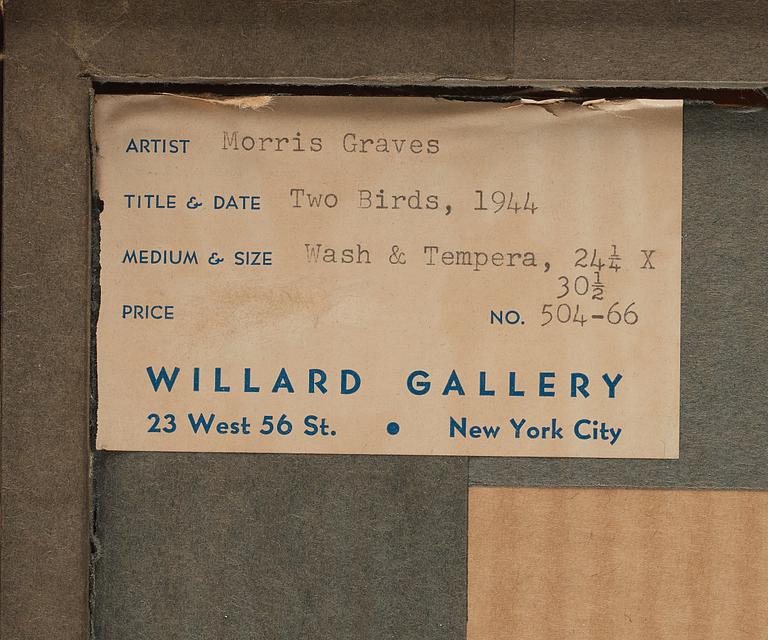 ARTIST Morris Graves
TITLE & DATE Two Birds, 1944
MEDIUM & SIZE Wash & Tempera, 24¼ X
30½
PRICE NO. 504-66
WILLARD GALLERY
23 West 56 St. • New York City